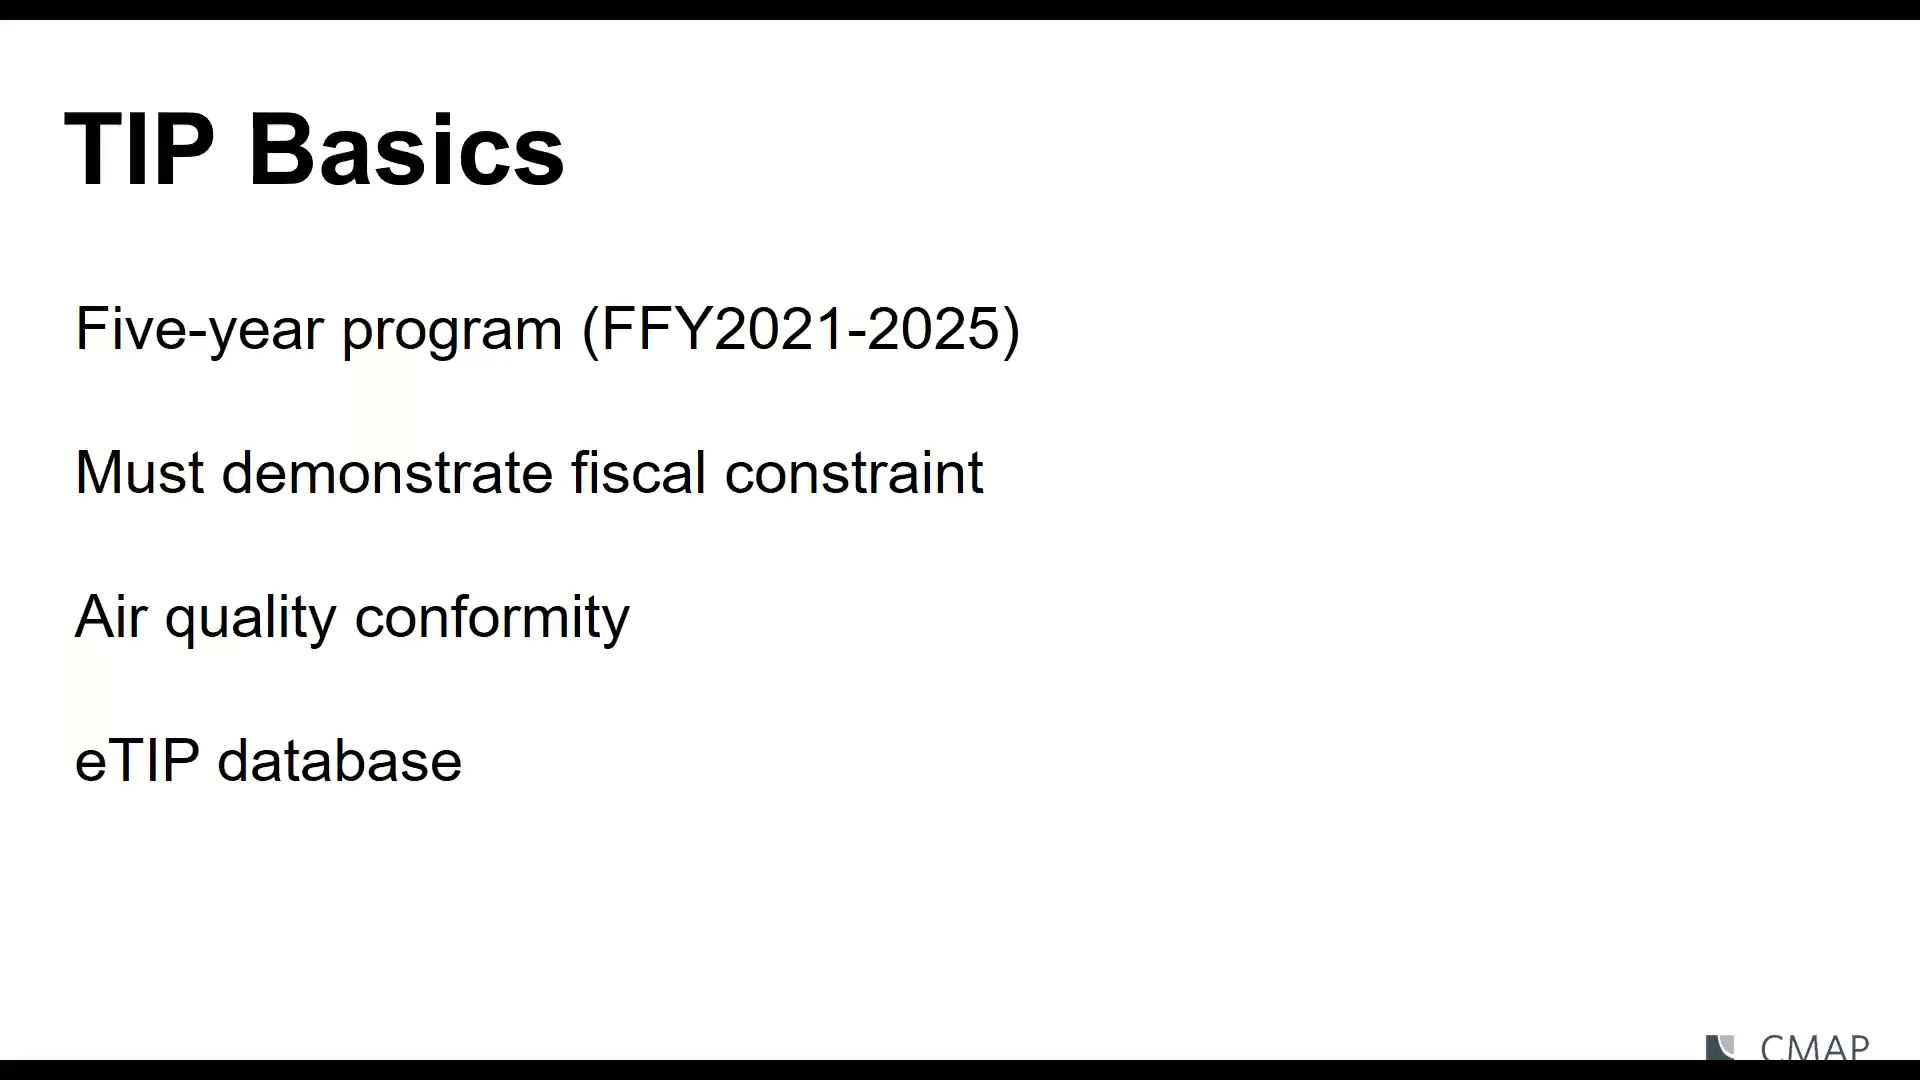 TIP Basics
Five-year program (FFY2021-2025)
Must demonstrate fiscal constraint
Air quality conformity
eTIP database
CMAP